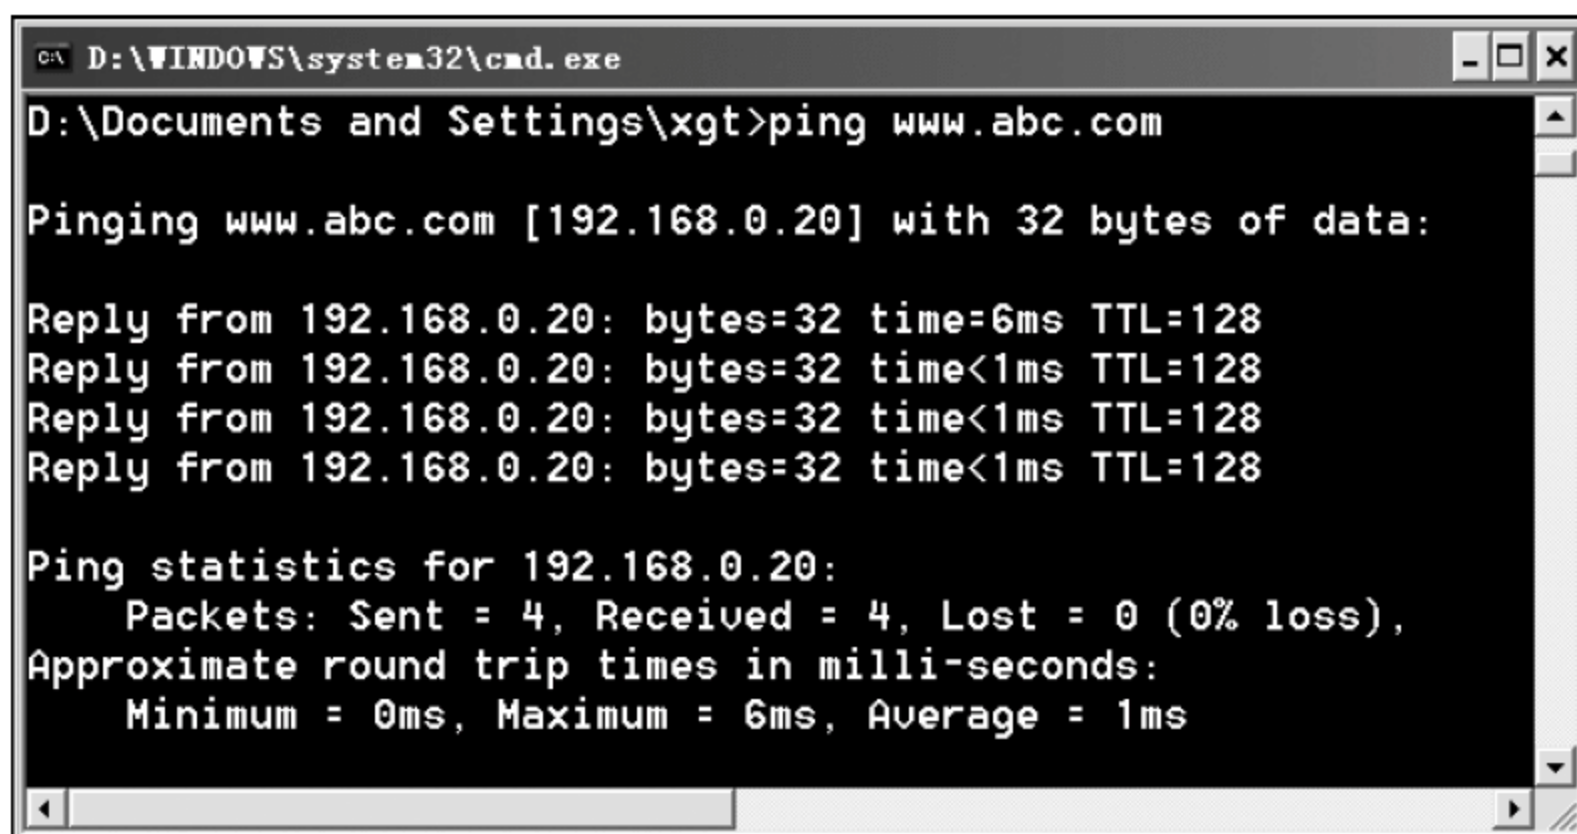 D:\WINDOWS\system32\cmd.exe
D:\Documents and Settings\xgt>ping www.abc.com
Pinging www.abc.com [192.168.0.20] with 32 bytes of data:
Reply from 192.168.0.20: bytes=32 time=6ms TTL=128
Reply from 192.168.0.20: bytes=32 time<1ms TTL=128
Reply from 192.168.0.20: bytes=32 time<1ms TTL=128
Reply from 192.168.0.20: bytes=32 time<1ms TTL=128
Ping statistics for 192.168.0.20:
    Packets: Sent = 4, Received = 4, Lost = 0 (0% loss),
Approximate round trip times in milli-seconds:
    Minimum = 0ms, Maximum = 6ms, Average = 1ms